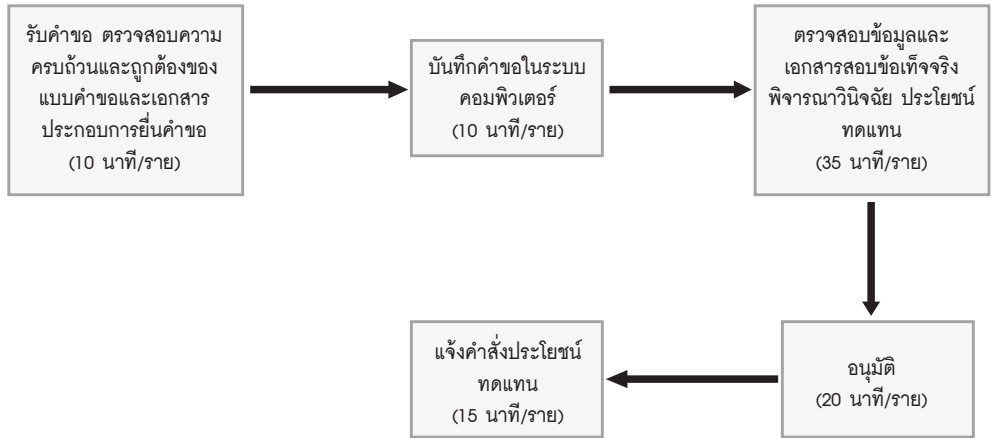 รับคำขอ ตรวจสอบความ
ครบถ้วนและถูกต้องของ
แบบคำขอและเอกสาร
ประกอบการยื่นคำขอ
(10 นาที/ราย)
บันทึกคำขอในระบบ
คอมพิวเตอร์
(10 นาที/ราย)
ตรวจสอบข้อมูลและ
เอกสารสอบข้อเท็จจริง
พิจารณาวินิจฉัย ประโยชน์
ทดแทน
(35 นาที/ราย)
อนุมัติ
(20 นาที/ราย)
แจ้งคำสั่งประโยชน์
ทดแทน
(15 นาที/ราย)